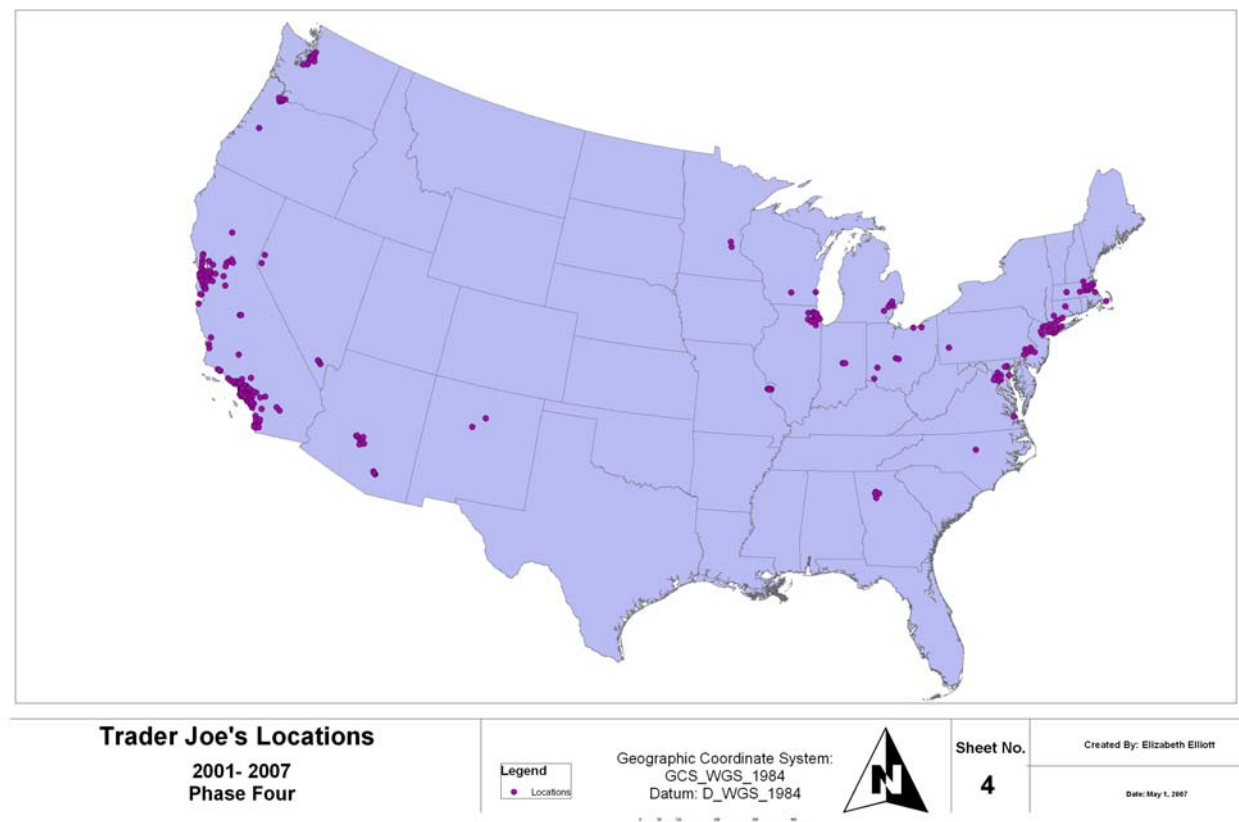 Trader Joe's Locations
2001- 2007
Phase Four
Legend
Locations
Geographic Coordinate System:
GCS_WGS_1984
Datum: D_WGS_1984
N
Sheet No.
4
Created By: Elizabeth Elliott
Date: May 1, 2007